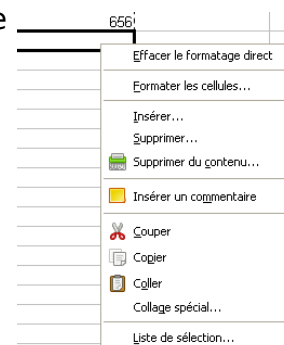 e
656
Effacer le formatage direct
Formater les cellules...
Insérer...
Supprimer...
Supprimer du contenu...
Insérer un commentaire
Couper
Copier
Coller
Collage spécial...
Liste de sélection...